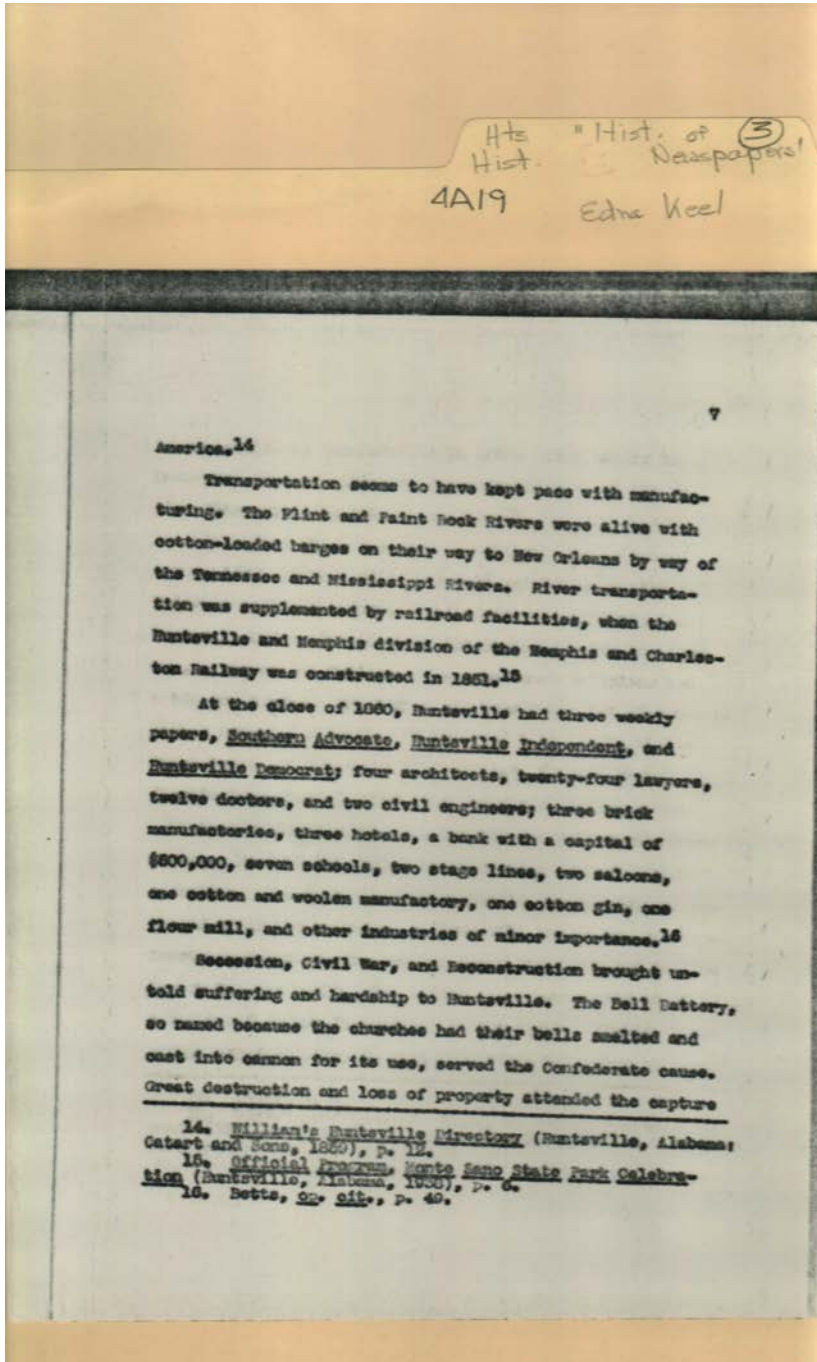 Hts "Hist. of ③
Hist. Newspapers"
4A19 Edna Keel
7
America.14
Transportation seems to have kept pace with manufac-
turing. The Flint and Paint Rock Rivers were alive with
cotton-loaded barges on their way to New Orleans by way of
the Tennessee and Mississippi Rivers. River transporta-
tion was supplemented by railroad facilities, when the
Huntsville and Memphis division of the Memphis and Charles-
ton Railway was constructed in 1851.15
At the close of 1860, Huntsville had three weekly
papers, Southern Advocate, Huntsville Independent, and
Huntsville Democrat; four architects, twenty-four lawyers,
twelve doctors, and two civil engineers; three brick
manufactories, three hotels, a bank with a capital of
seven schools, two stage lines, two saloons,
one cotton and woolen manufactory, one cotton gin, one
flour mill, and other industries of minor importance.16
Secession, Civil War, and Reconstruction brought un-
told suffering and hardship to Huntsville. The Bell Battery,
so named because the churches had their bells smelted and
cast into cannon for its use, served the Confederate cause.
Great destruction and loss of property attended the capture
14. Huntsville Directory (Huntsville, Alabama:
and Sons, 1859), p. 12.
15. Official Program, Monte Sano State Park Celebra-
tion (Huntsville, Alabama, 1938), p. 6.
16. Betts, op. cit., p. 49.